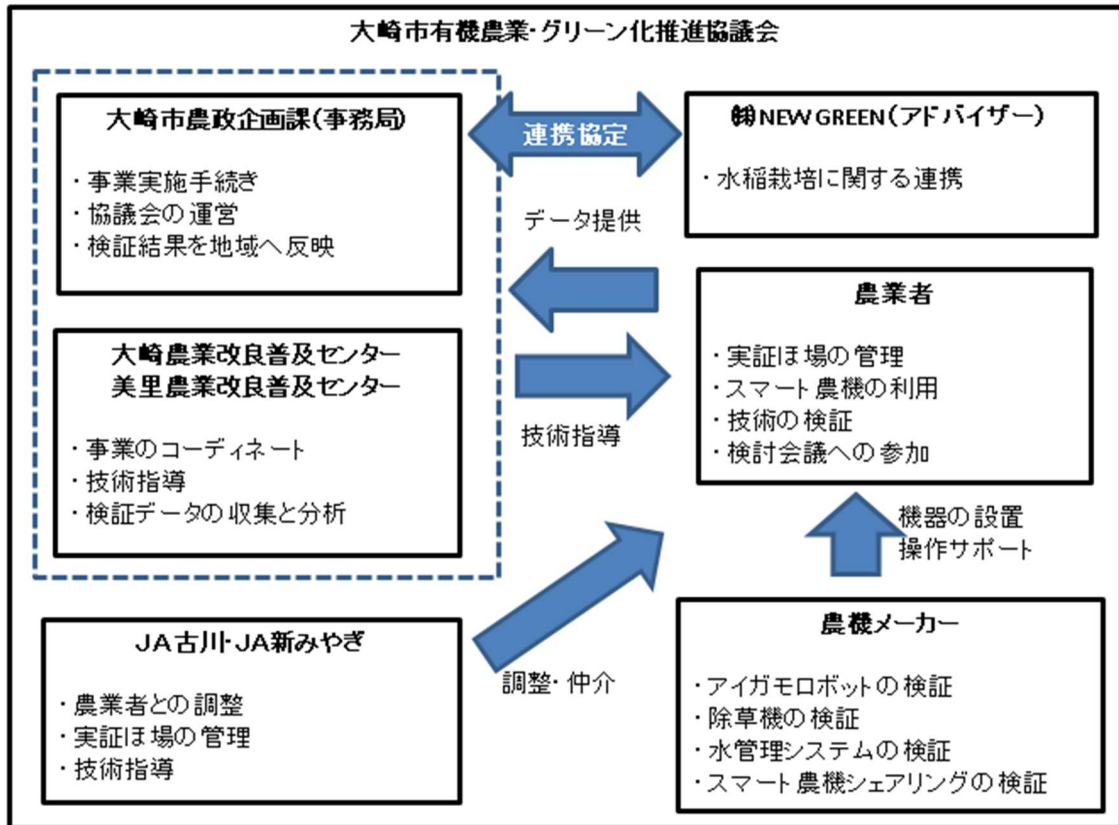 大崎市有機農業・グリーン化推進協議会
大崎市農政企画課(事務局)
・事業実施手続き
・協議会の運営
・検証結果を地域へ反映
連携協定
㈱NEW GREEN(アドバイザー)
・水稲栽培に関する連携
データ提供
農業者
・実証ほ場の管理
・スマート農機の利用
・技術の検証
・検討会議への参加
大崎農業改良普及センター
美里農業改良普及センター
・事業のコーディネート
・技術指導
・検証データの収集と分析
技術指導
機器の設置
操作サポート
JA古川・JA新みやぎ
・農業者との調整
・実証ほ場の管理
・技術指導
調整・仲介
農機メーカー
・アイガモロボットの検証
・除草機の検証
・水管理システムの検証
・スマート農機シェアリングの検証